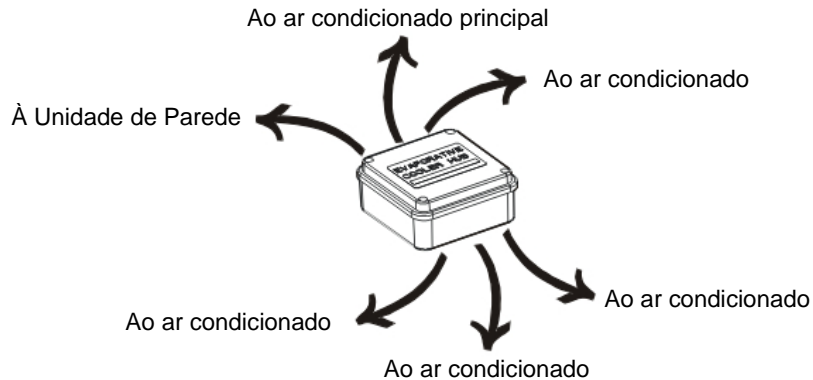 Ao ar condicionado principal
Ao ar condicionado
À Unidade de Parede
EVAPORATIVE
COOLER HUB
Ao ar condicionado
Ao ar condicionado
Ao ar condicionado